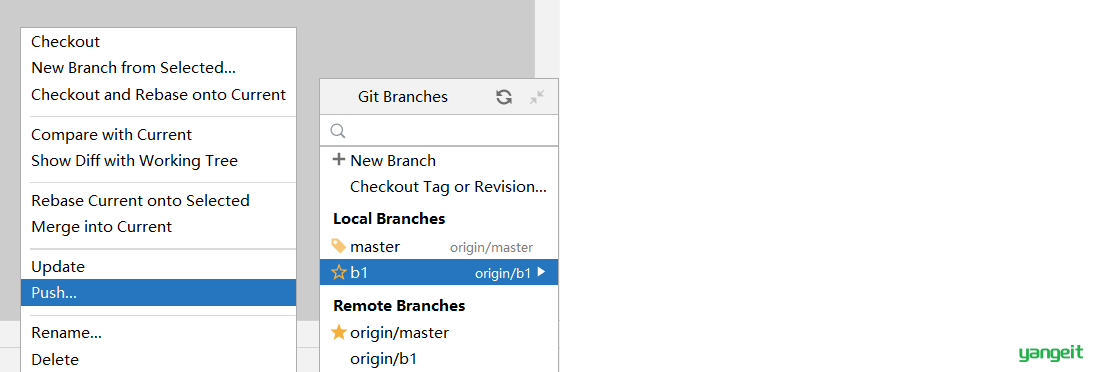 Checkout
New Branch from Selected...
Checkout and Rebase onto Current
Compare with Current
Show Diff with Working Tree
Rebase Current onto Selected
Merge into Current
Update
Push...
Rename...
Delete
Git Branches
New Branch
Checkout Tag or Revision...
Local Branches
master origin/master
b1 origin/b1
Remote Branches
origin/master
origin/b1
yangeit